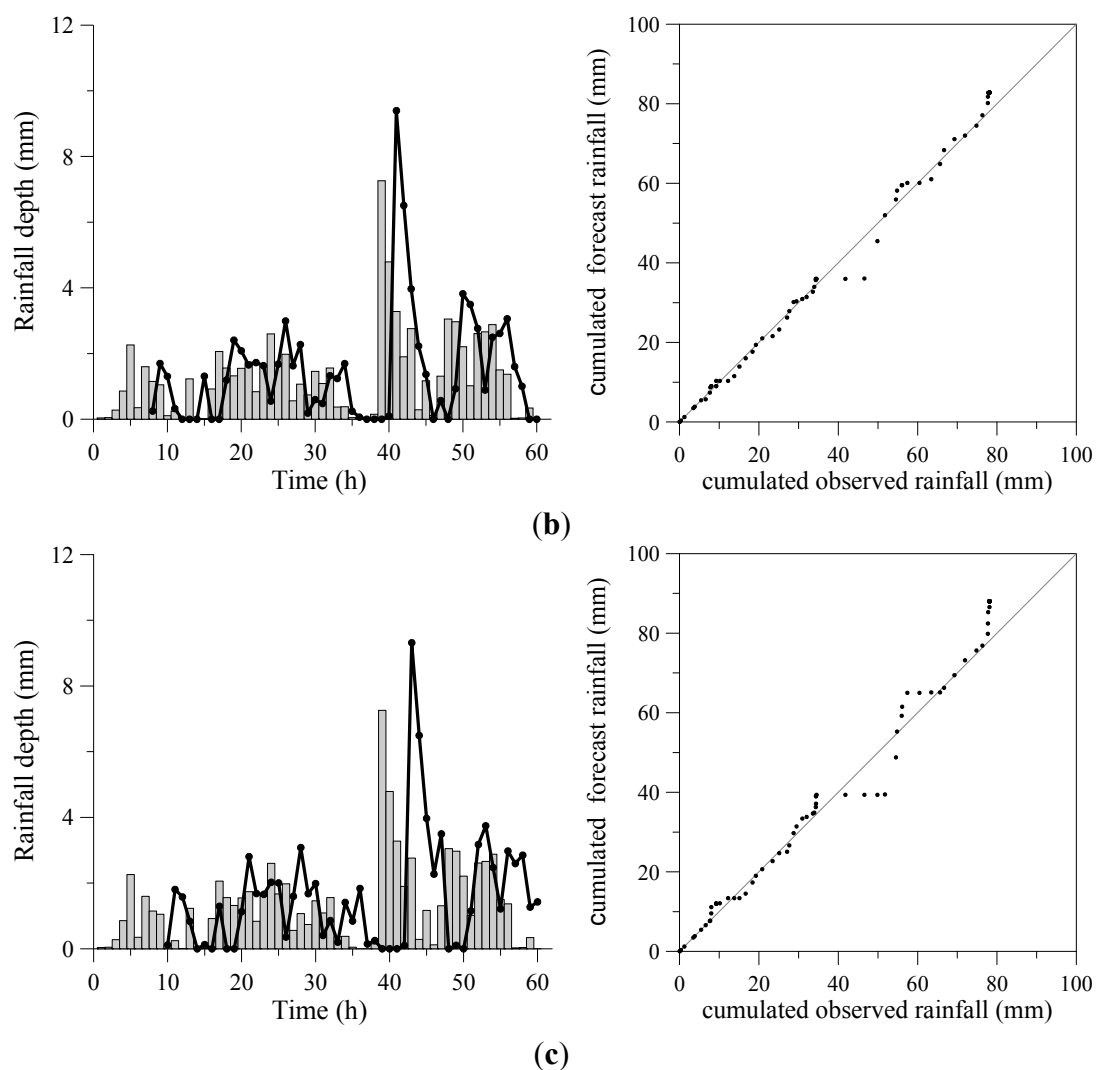 12
8
4
0
Rainfall depth (mm)
0 10 20 30 40 50 60
Time (h)
100
80
60
40
20
0
cumulated forecast rainfall (mm)
0 20 40 60 80 100
cumulated observed rainfall (mm)
(b)
12
8
4
0
Rainfall depth (mm)
0 10 20 30 40 50 60
Time (h)
100
80
60
40
20
0
cumulated forecast rainfall (mm)
0 20 40 60 80 100
cumulated observed rainfall (mm)
(c)